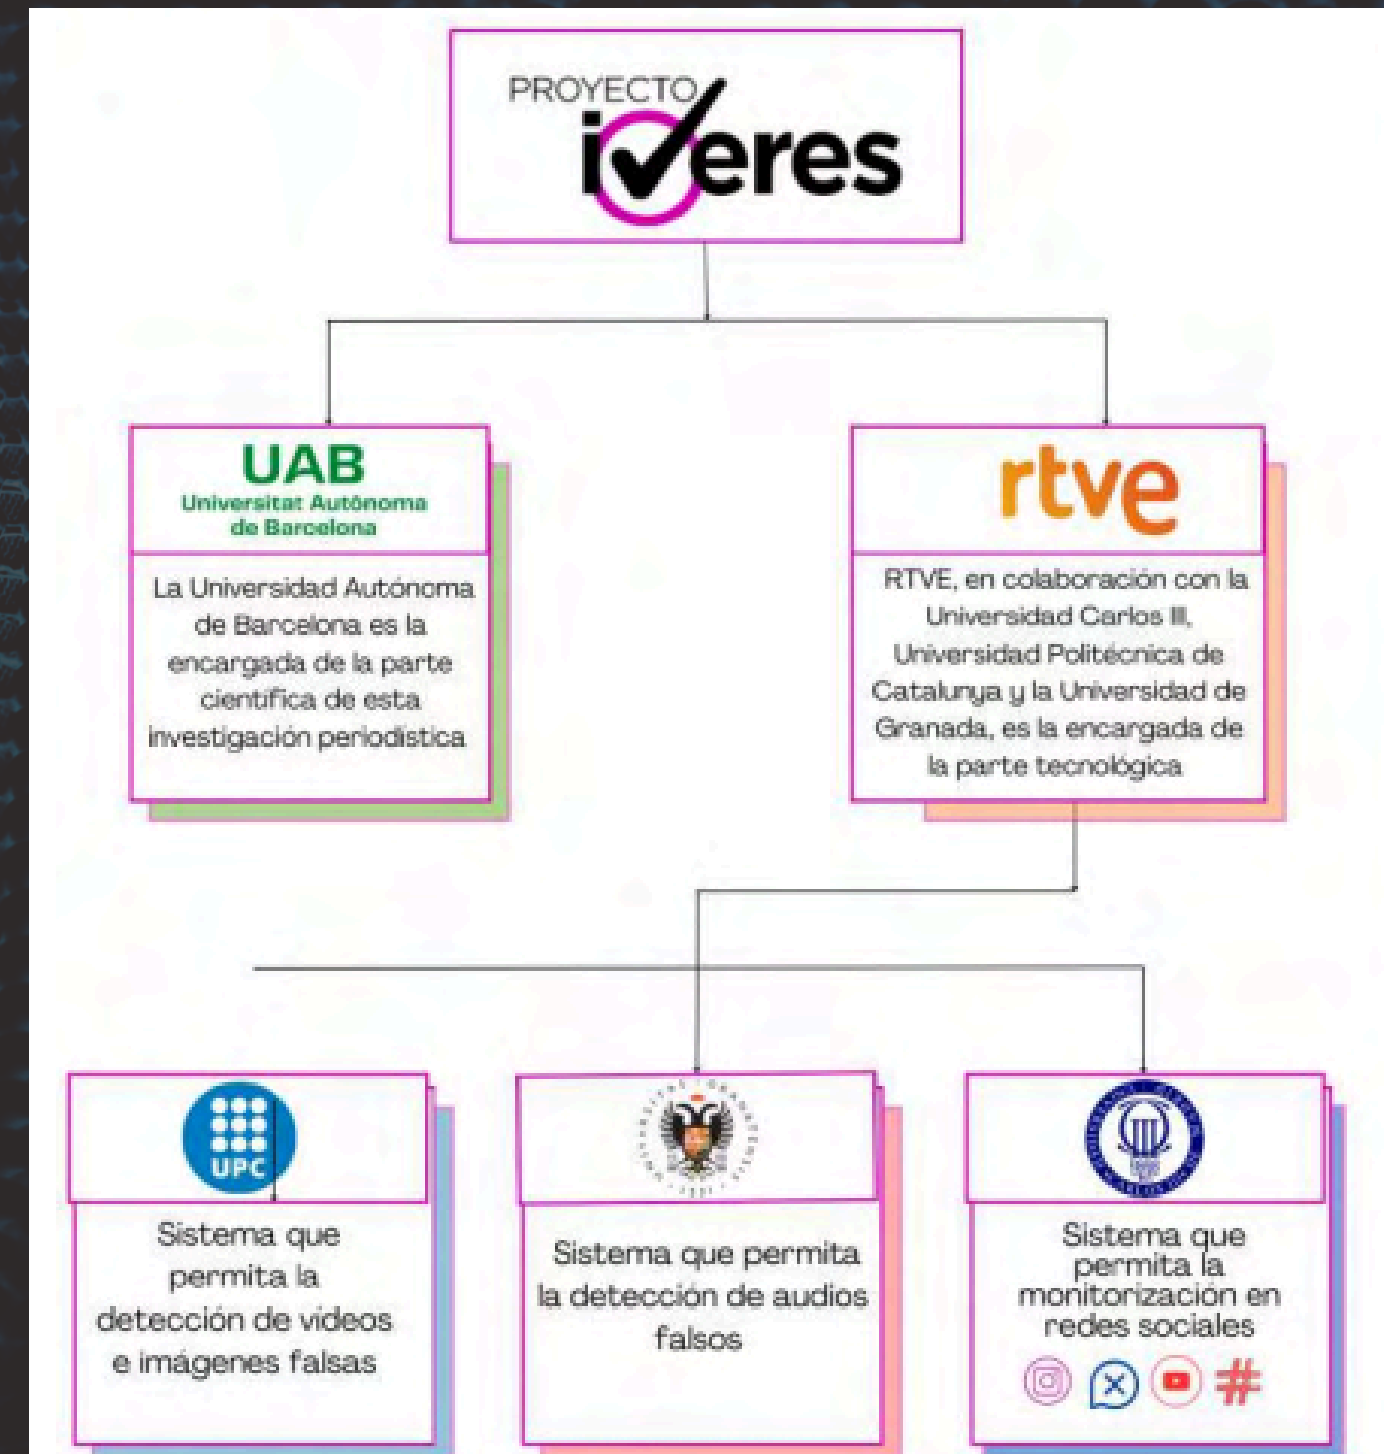 PROYECTO
iVeres
UAB
Universitat Autònoma
de Barcelona
La Universidad Autónoma
de Barcelona es la
encargada de la parte
científica de esta
investigación periodística
rtve
RTVE, en colaboración con la
Universidad Carlos III,
Universidad Politécnica de
Catalunya y la Universidad de
Granada, es la encargada de
la parte tecnológica
UPC
Sistema que
permita la
detección de vídeos
e imágenes falsas
Sistema que permita
la detección de audios
falsos
Sistema que
permita la
monitorización en
redes sociales
#